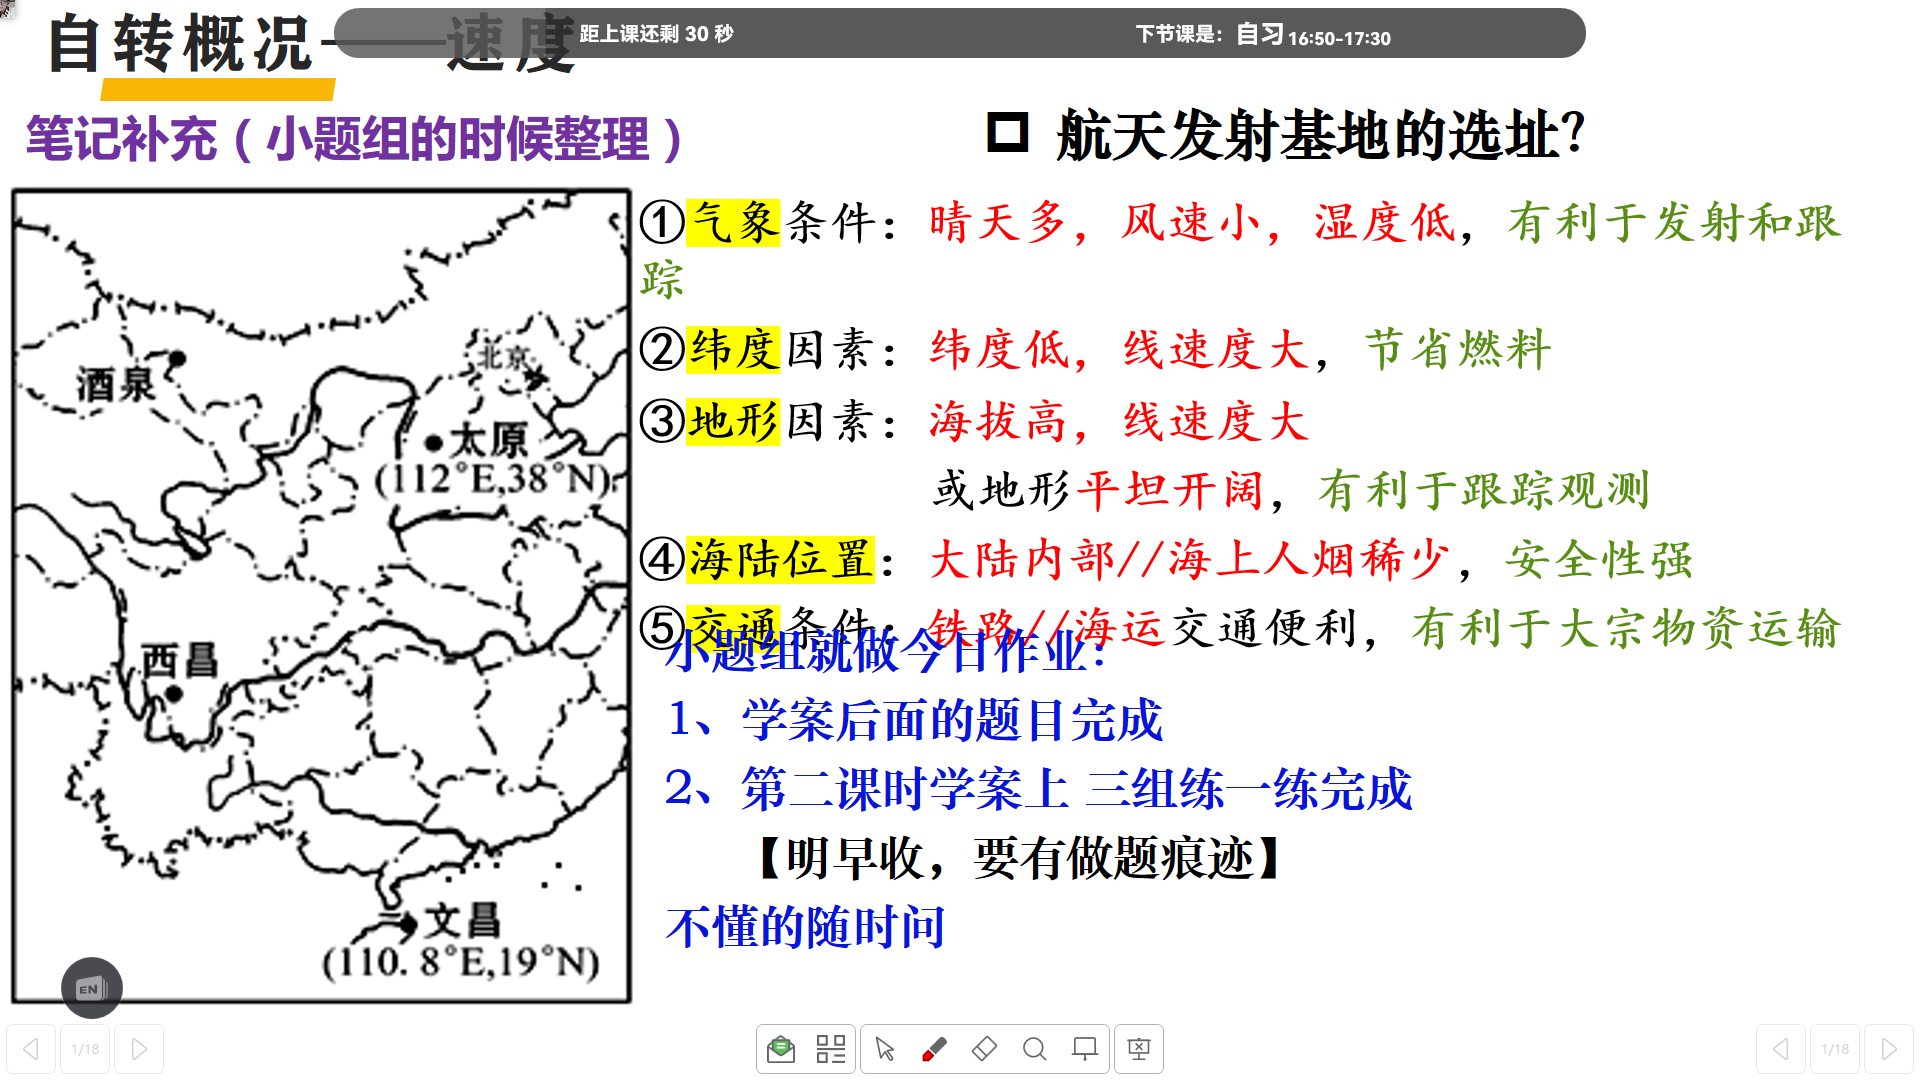 自转概况——速度
距上课还剩 30 秒
下节课是：自习 16:50-17:30
笔记补充（小题组的时候整理）
航天发射基地的选址?
①气象条件：晴天多，风速小，湿度低，有利于发射和跟
踪
②纬度因素：纬度低，线速度大，节省燃料
③地形因素：海拔高，线速度大
或地形平坦开阔，有利于跟踪观测
④海陆位置：大陆内部//海上人烟稀少，安全性强
⑤交通条件：铁路//海运交通便利，有利于大宗物资运输
小题组就做今日作业：
1、学案后面的题目完成
2、第二课时学案上 三组练一练完成
【明早收，要有做题痕迹】
不懂的随时问
北京
酒泉
太原
(112°E,38°N)
西昌
文昌
(110.8°E,19°N)
EN
1/18
1/18